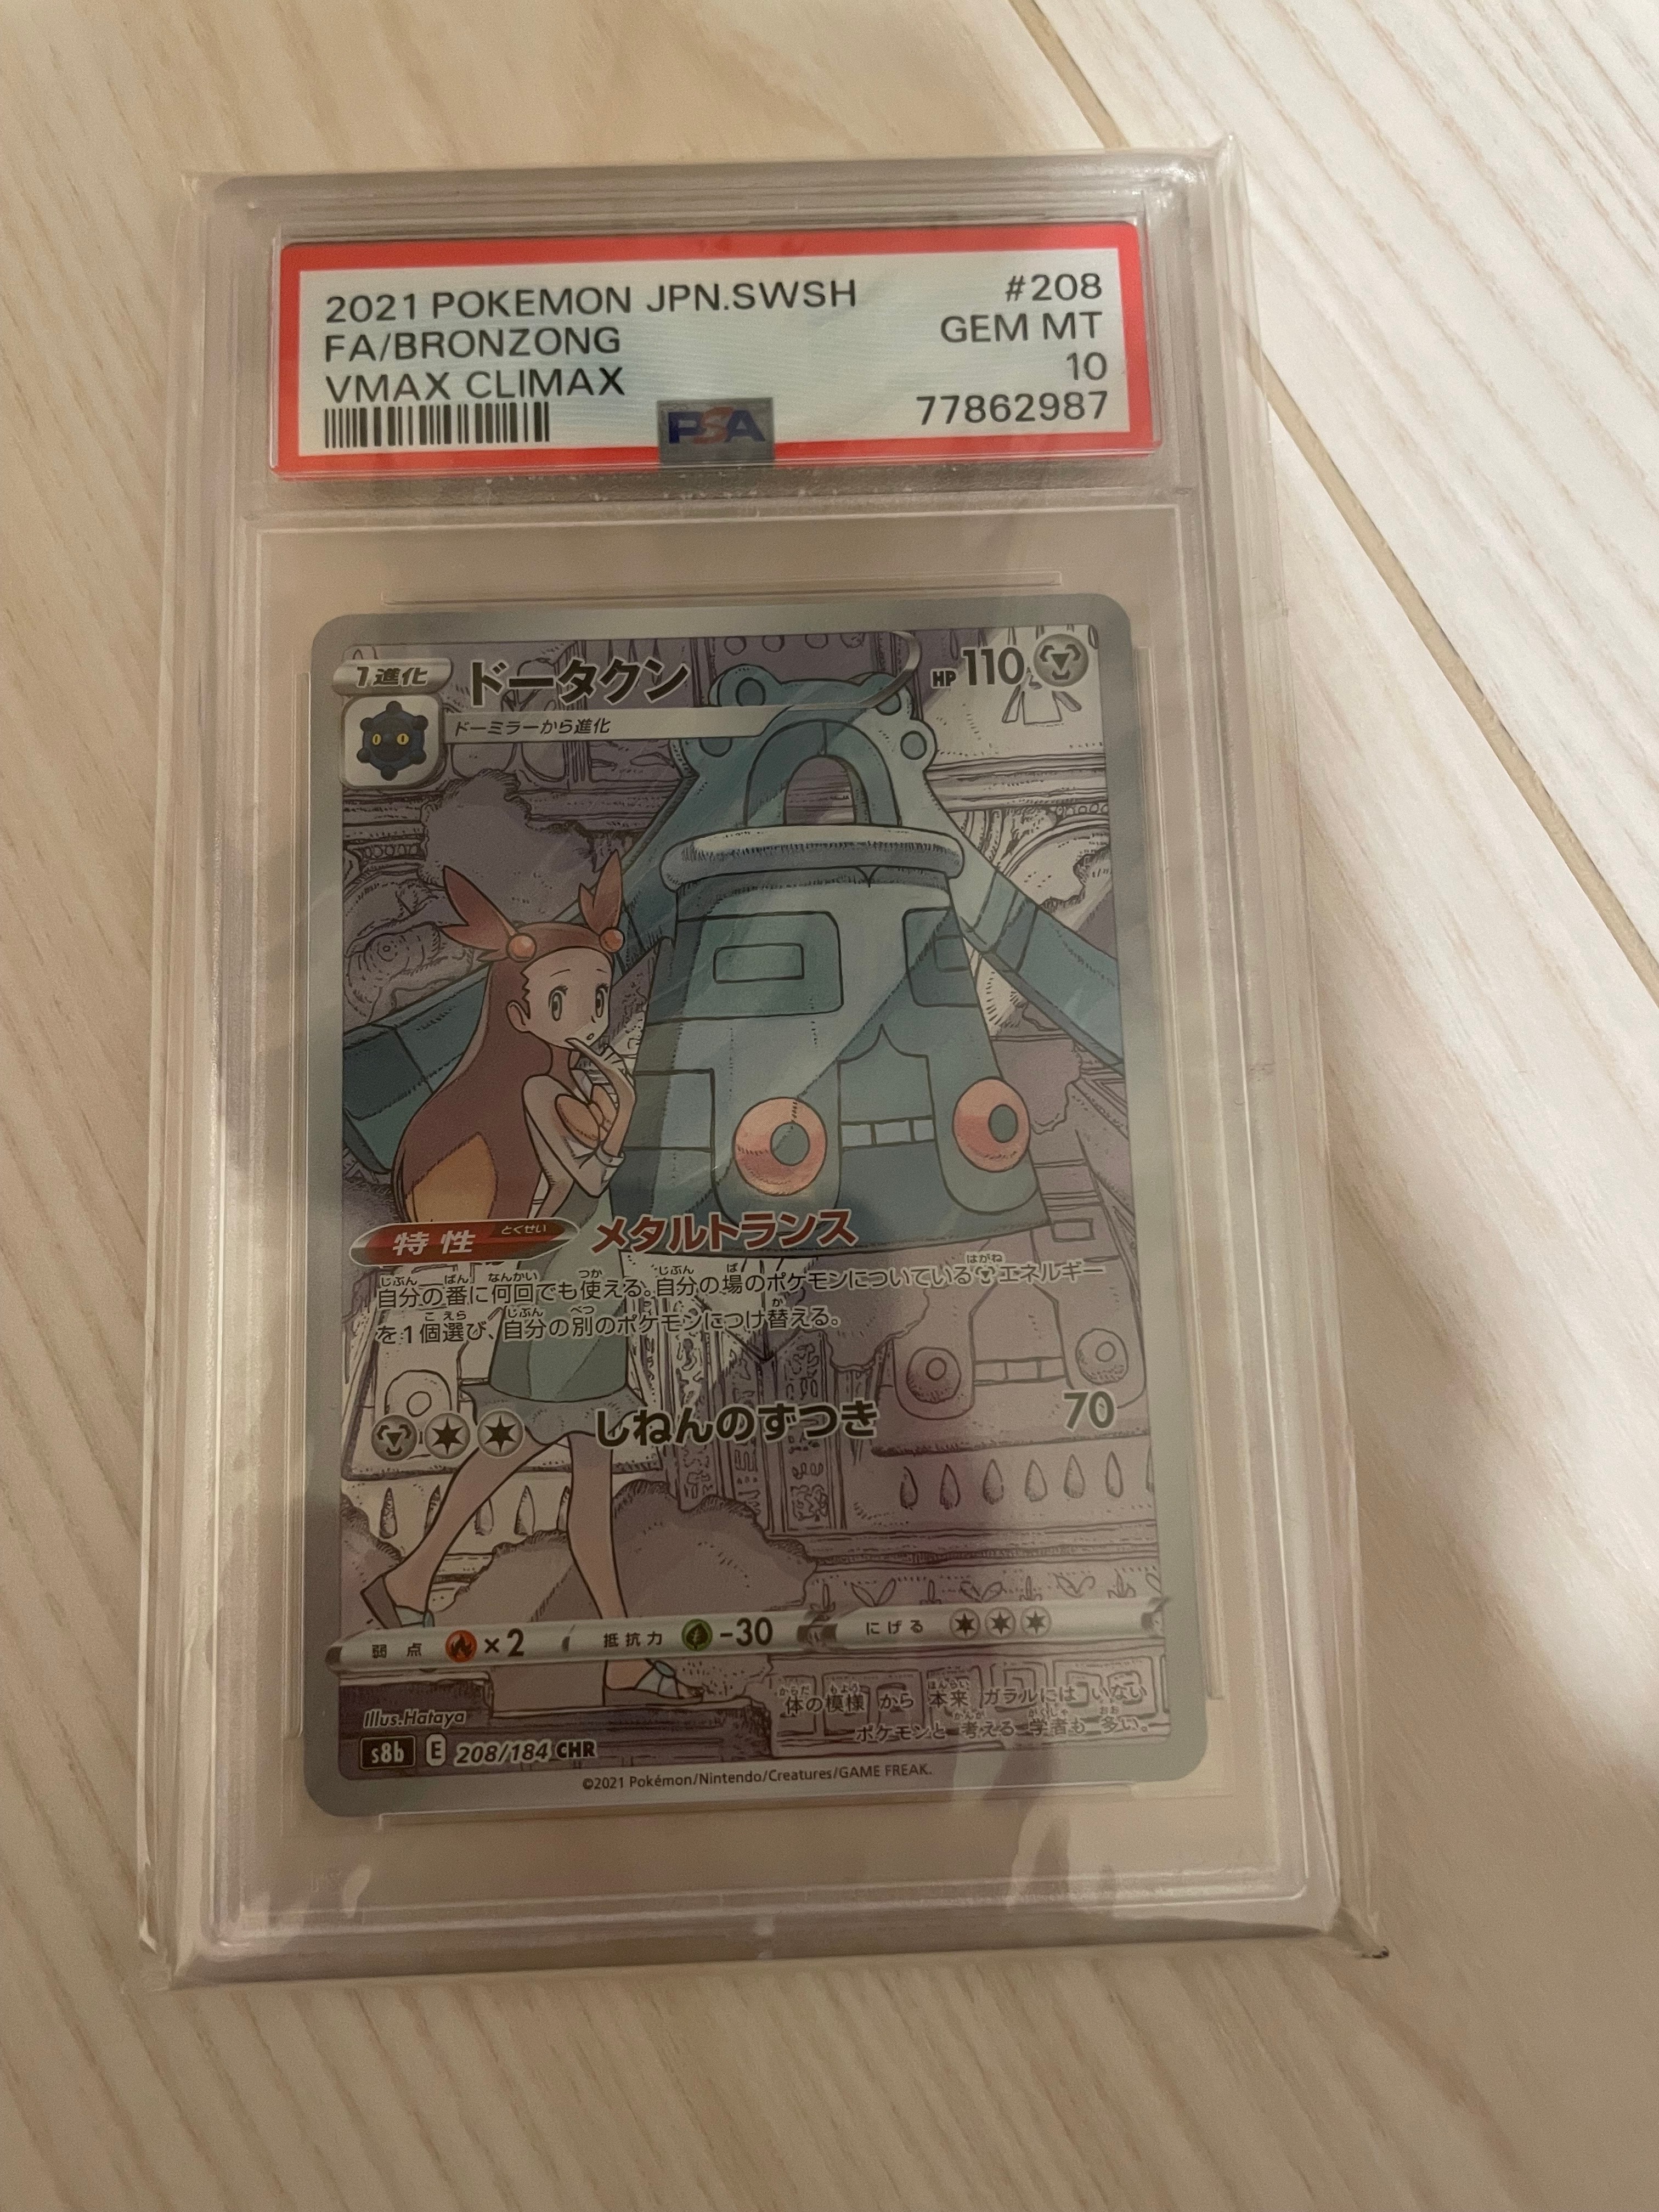 2021 POKEMON JPN.SWSH #208
FA/BRONZONG GEM MT
VMAX CLIMAX 10
PSA 77862987
1進化 ドータクン HP110
ドーミラーから進化
特性 とくせい メタルトランス
自分の番に何回でも使える。自分の場のポケモンについているエネルギー
を1個選び、自分の別のポケモンにつけ替える。
しねんのずつき 70
弱点 ×2 抵抗力 -30 にげる
体の模様 から 本来 ガラルには いない
ポケモンと 考える 学者も 多い。
Illus.Hataya
s8b E 208/184 CHR
©2021 Pokémon/Nintendo/Creatures/GAME FREAK.